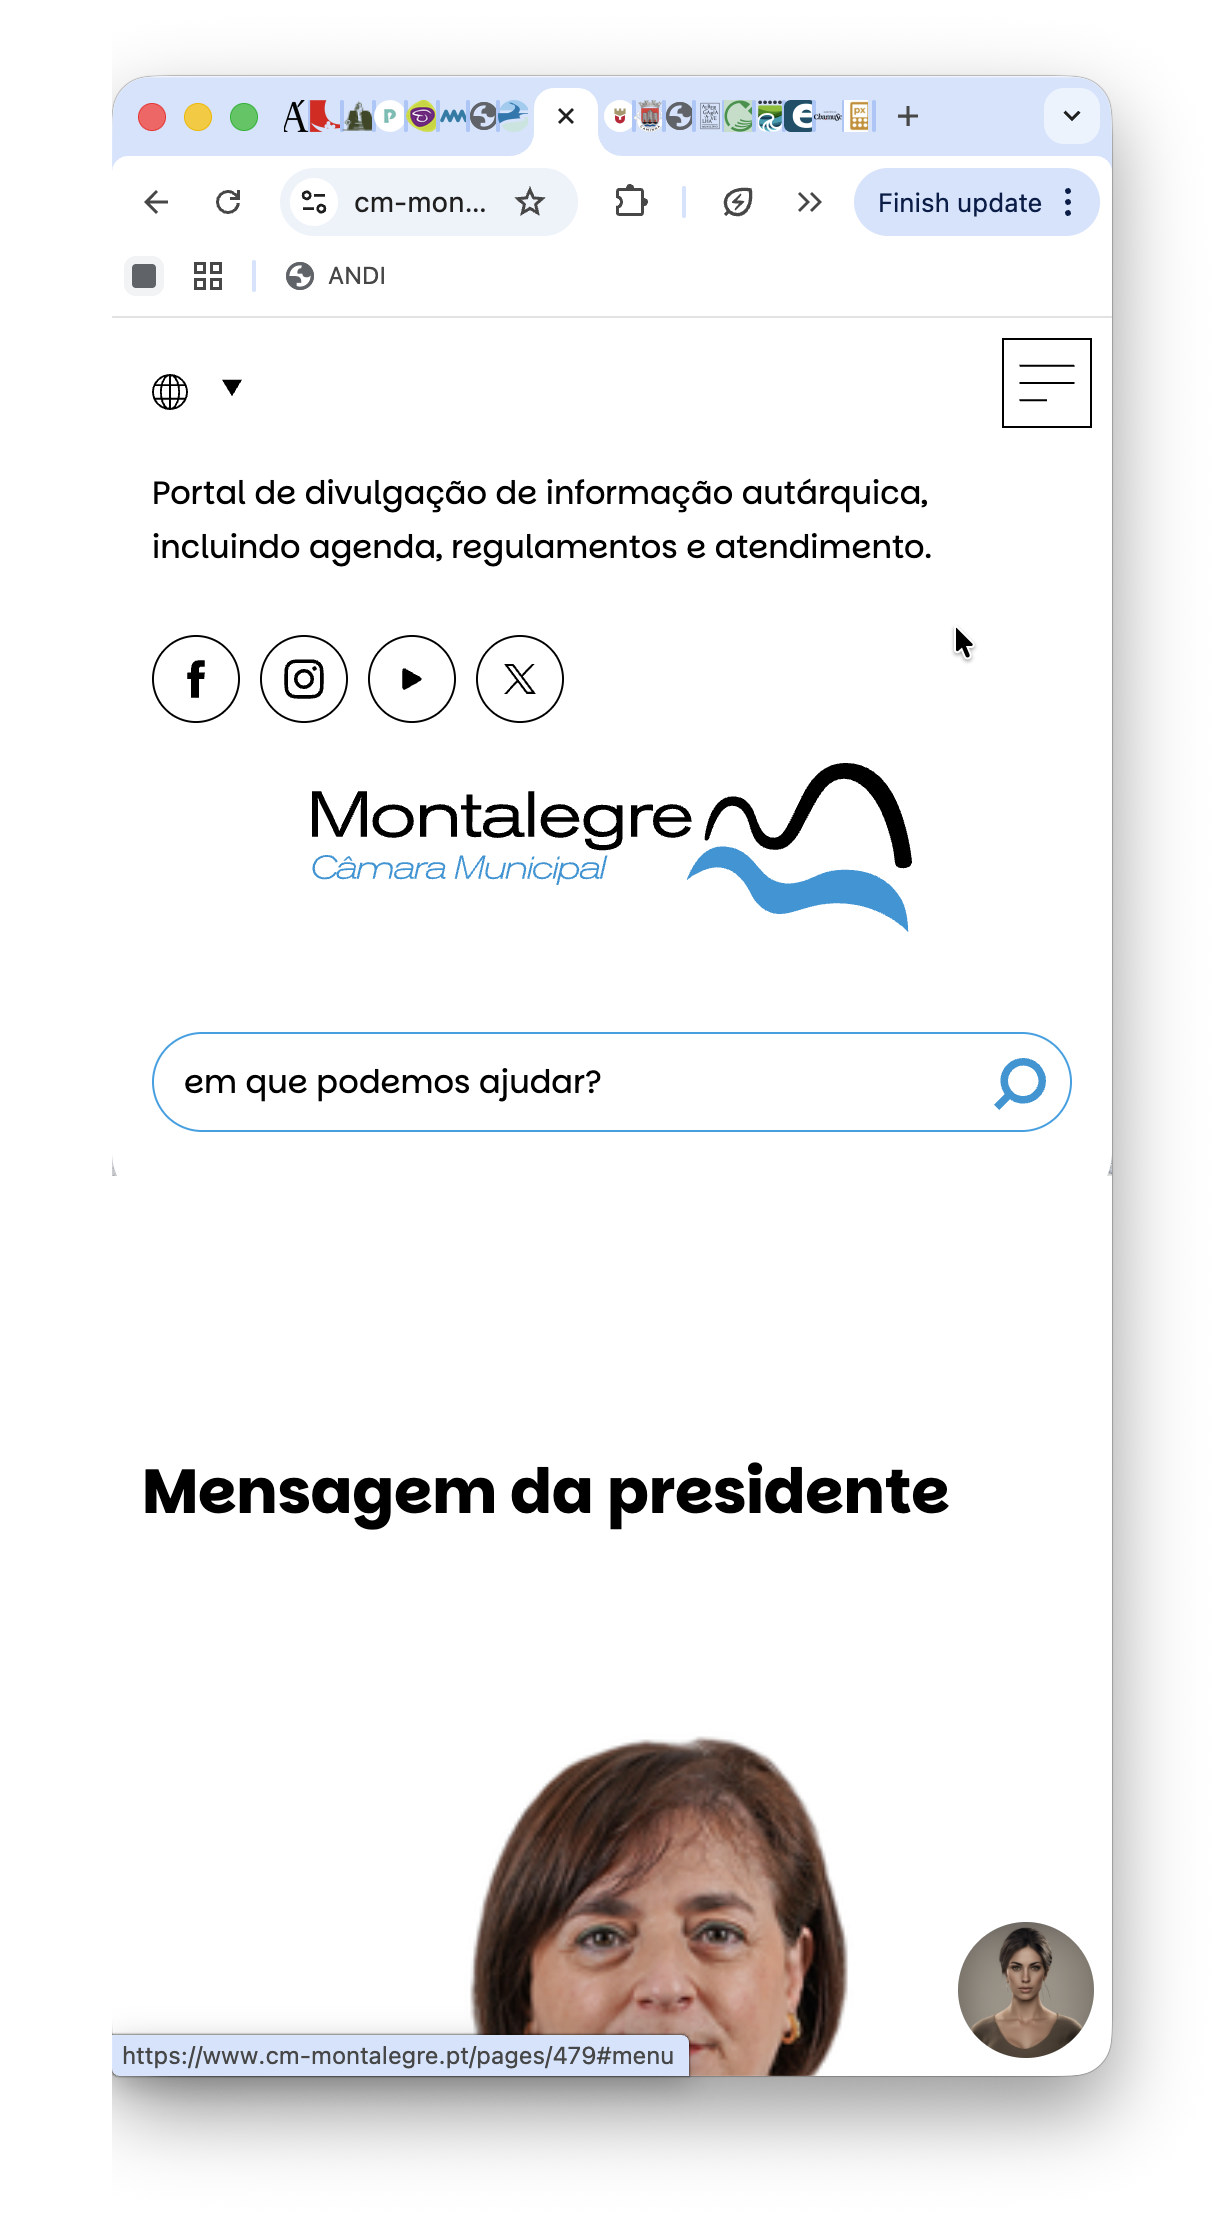 cm-mon...
Finish update
ANDI
Portal de divulgação de informação autárquica,
incluindo agenda, regulamentos e atendimento.
Montalegre
Câmara Municipal
em que podemos ajudar?
Mensagem da presidente
https://www.cm-montalegre.pt/pages/479#menu